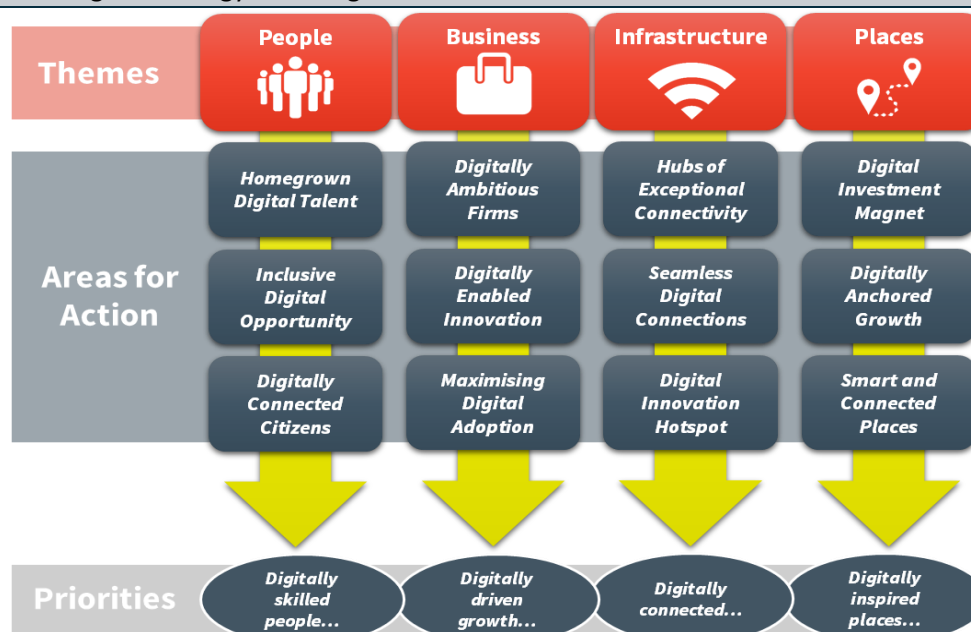 Themes
People
Business
Infrastructure
Places
Areas for
Action
Homegrown
Digital Talent
Digitally
Ambitious
Firms
Hubs of
Exceptional
Connectivity
Digital
Investment
Magnet
Inclusive
Digital
Opportunity
Digitally
Enabled
Innovation
Seamless
Digital
Connections
Digitally
Anchored
Growth
Digitally
Connected
Citizens
Maximising
Digital
Adoption
Digital
Innovation
Hotspot
Smart and
Connected
Places
Priorities
Digitally
skilled
people...
Digitally
driven
growth...
Digitally
connected...
Digitally
inspired
places...